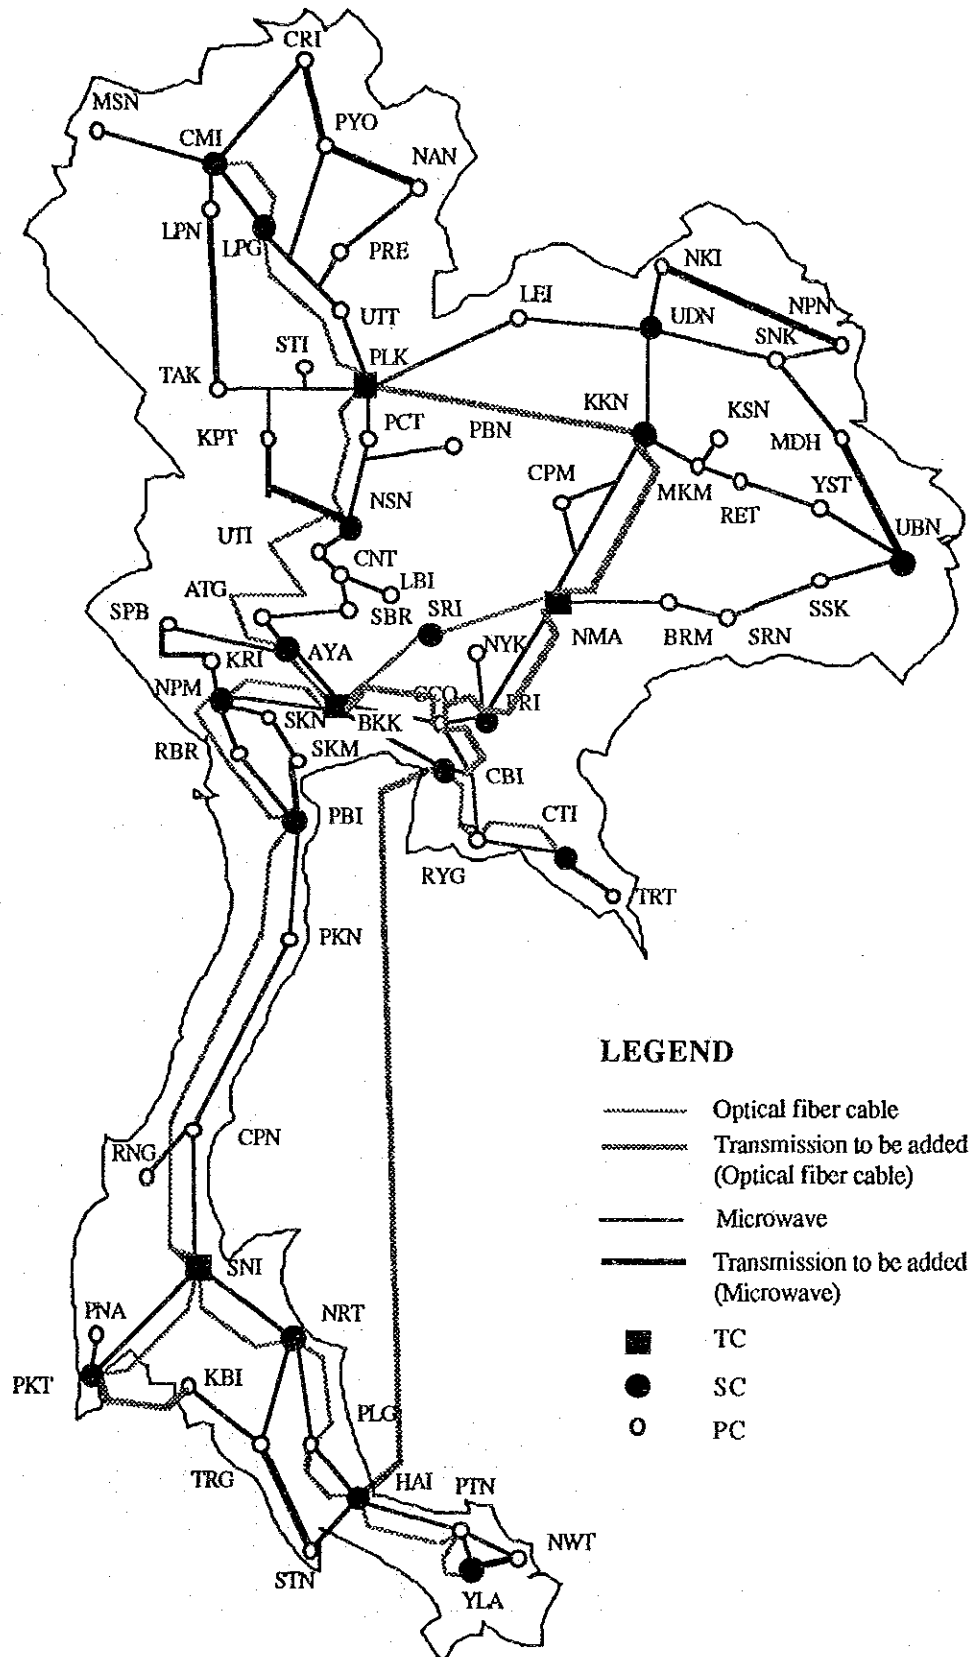 CRI
MSN
PYO
CMI
NAN
LPN
LPG
PRE
NKI
LEI
NPN
UTT
UDN
SNK
STI
PLK
TAK
KKN
KSN
PCT
PBN
MDH
KPT
CPM
MKM
YST
NSN
RET
UTI
UBN
CNT
ATG
LBI
SPB
SBR
SRI
SSK
NYK
NMA
BRM
SRN
KRI
AYA
NPM
PRI
SKN
BKK
RBR
SKM
CBI
PBI
CTI
RYG
TRT
PKN
LEGEND
Optical fiber cable
CPN
Transmission to be added
RNG
(Optical fiber cable)
Microwave
SNI
Transmission to be added
(Microwave)
PNA
NRT
TC
PKT
KBI
SC
PLG
PC
TRG
HAI
PTN
NWT
STN
YLA